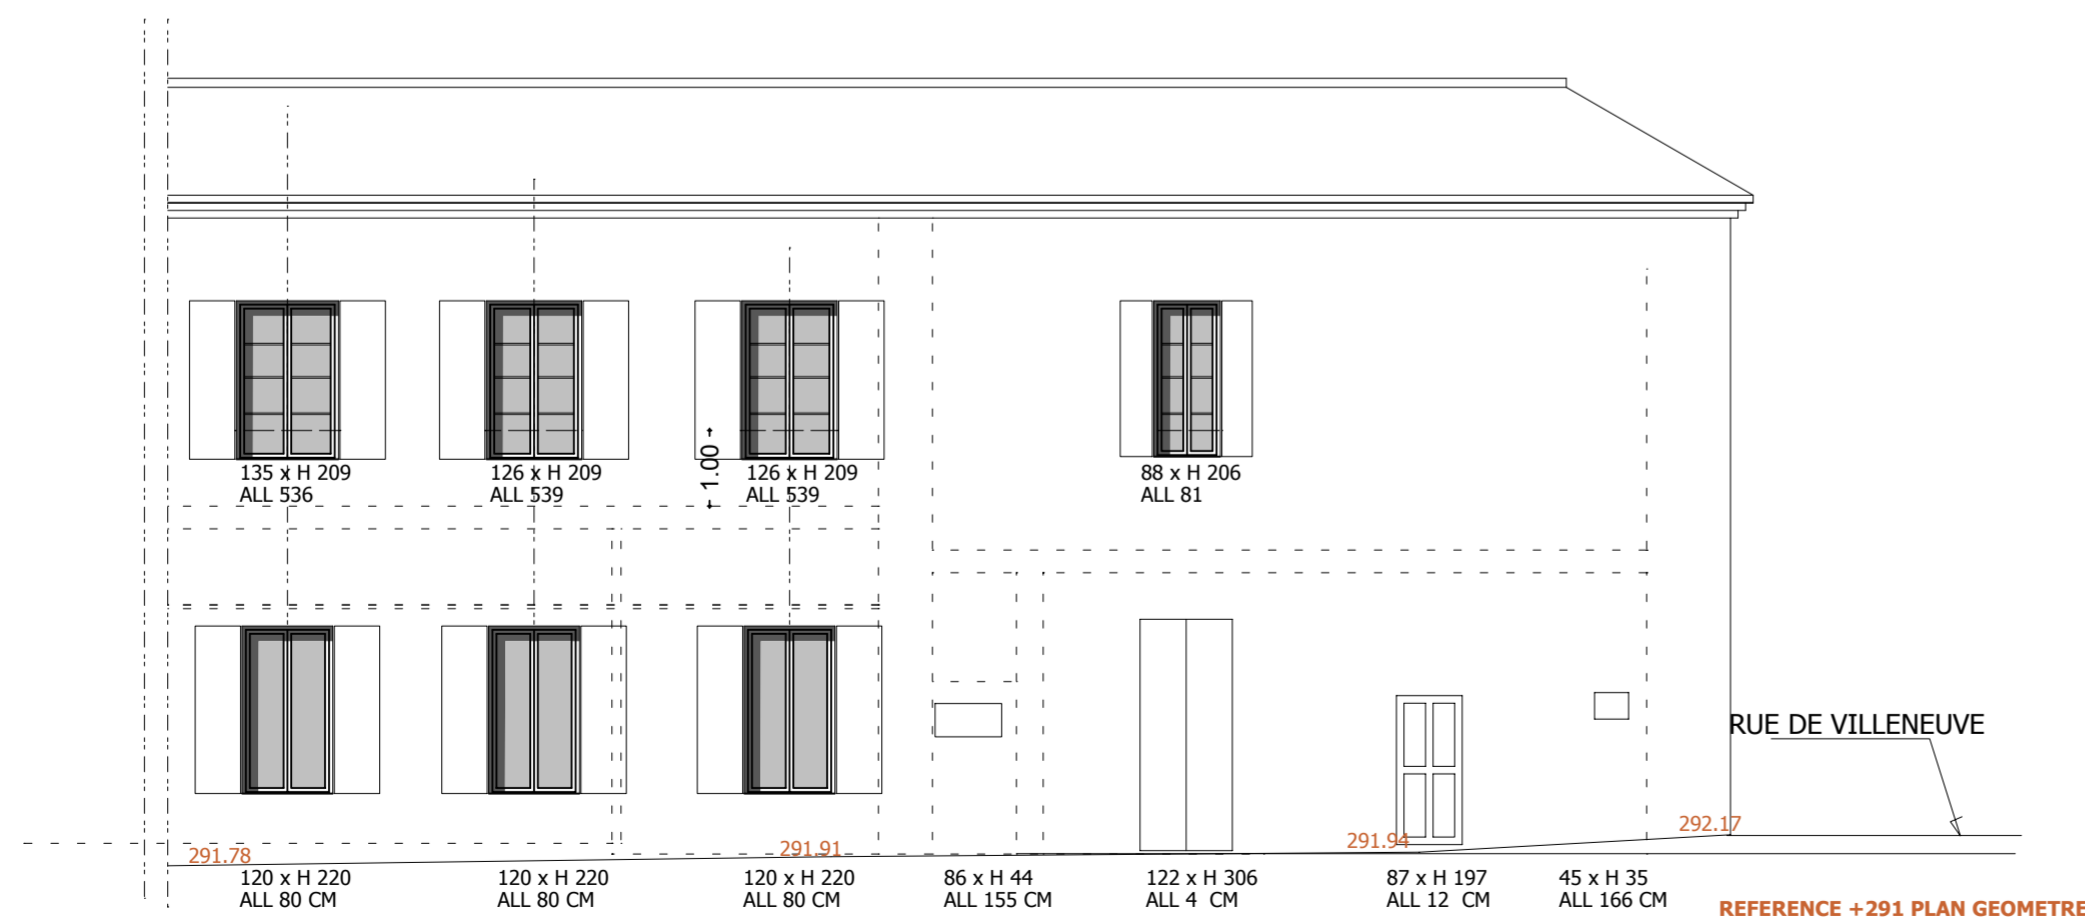 135 x H 209
ALL 536
126 x H 209
ALL 539
126 x H 209
ALL 539
1.00
88 x H 206
ALL 81
RUE DE VILLENEUVE
291.78
291.91
291.94
292.17
120 x H 220
ALL 80 CM
120 x H 220
ALL 80 CM
120 x H 220
ALL 80 CM
86 x H 44
ALL 155 CM
122 x H 306
ALL 4 CM
87 x H 197
ALL 12 CM
45 x H 35
ALL 166 CM
REFERENCE +291 PLAN GEOMETRE